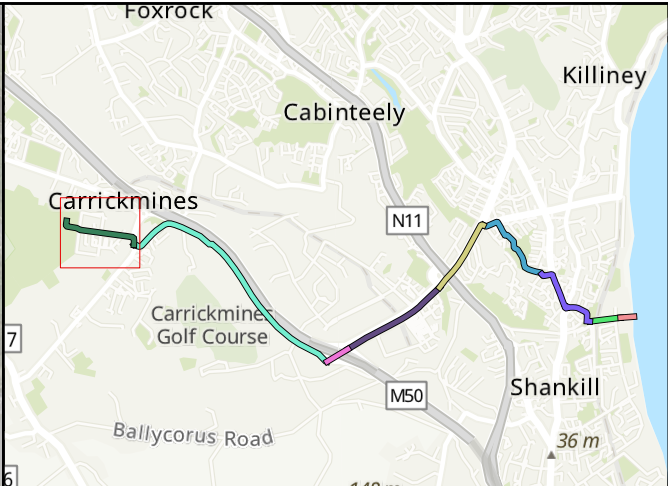 Foxrock
Killiney
Cabinteely
Carrickmines
N11
Carrickmines
Golf Course
7
M50
Shankill
Ballycorus Road
36 m
6